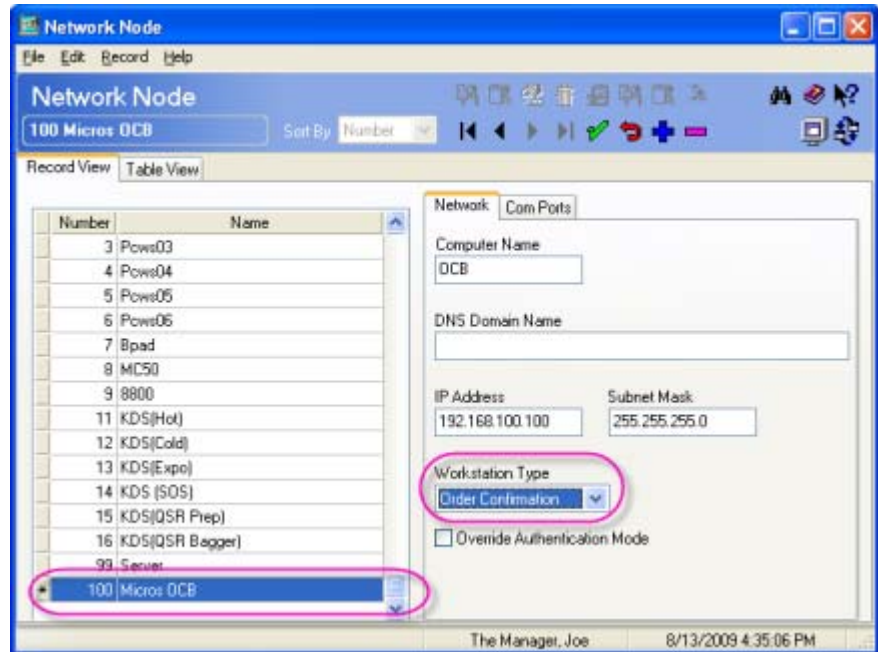 Network Node
File Edit Record Help
Network Node
100 Micros OCB
Sort By Number
Record View Table View
Number Name
3 Pcws03
4 Pcws04
5 Pcws05
6 Pcws06
7 Bpad
8 MC50
9 8800
11 KDS(Hot)
12 KDS(Cold)
13 KDS(Expo)
14 KDS (SOS)
15 KDS(QSR Prep)
16 KDS(QSR Bagger)
99 Server
100 Micros OCB
Network Com Ports
Computer Name
OCB
DNS Domain Name
IP Address Subnet Mask
192.168.100.100 255.255.255.0
Workstation Type
Order Confirmation
Override Authentication Mode
The Manager, Joe 8/13/2009 4:35:06 PM